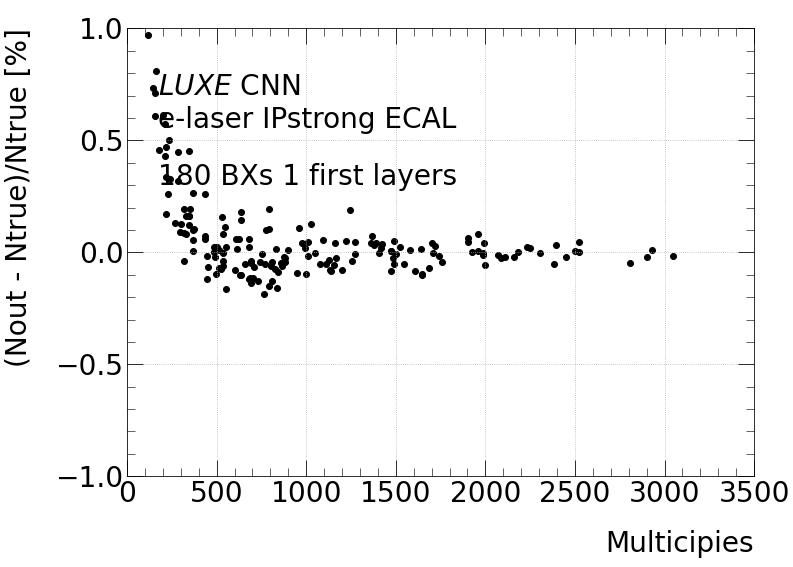 (Nout - Ntrue)/Ntrue [%]
1.0
0.5
0.0
−0.5
−1.0
LUXE CNN
e-laser IPstrong ECAL
180 BXs 1 first layers
0 500 1000 1500 2000 2500 3000 3500
Multicipies